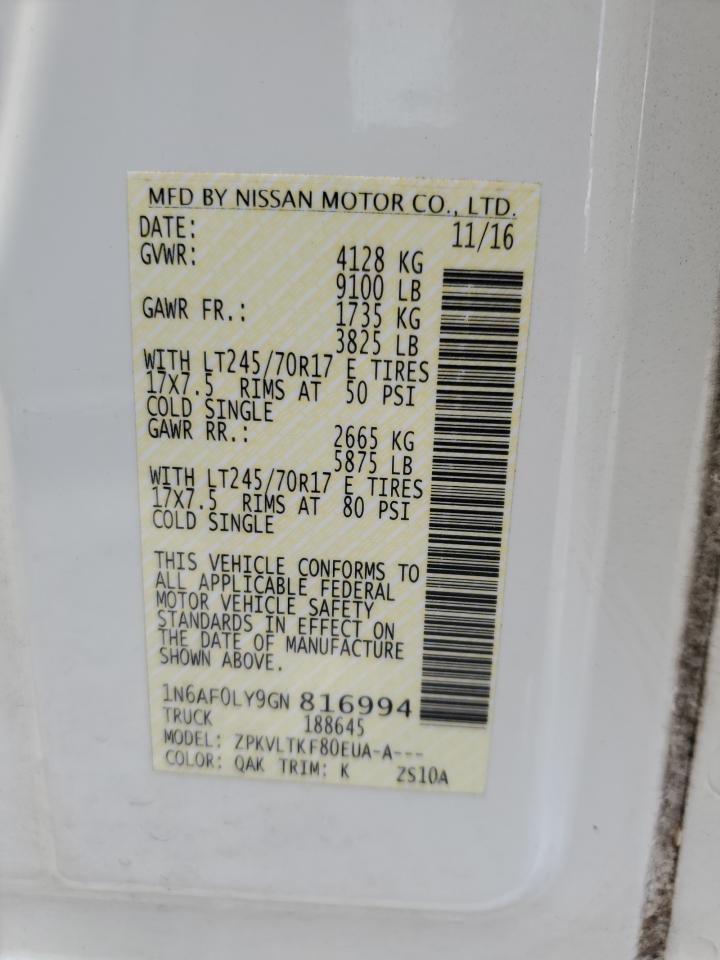 MFD BY NISSAN MOTOR CO., LTD.
DATE: 11/16
GVWR: 4128 KG
9100 LB
GAWR FR.: 1735 KG
3825 LB
WITH LT245/70R17 E TIRES
17X7.5 RIMS AT 50 PSI
COLD SINGLE
GAWR RR.: 2665 KG
5875 LB
WITH LT245/70R17 E TIRES
17X7.5 RIMS AT 80 PSI
COLD SINGLE
THIS VEHICLE CONFORMS TO
ALL APPLICABLE FEDERAL
MOTOR VEHICLE SAFETY
STANDARDS IN EFFECT ON
THE DATE OF MANUFACTURE
SHOWN ABOVE.
1N6AF0LY9GN 816994
TRUCK 188645
MODEL: ZPKVLTKF80EUA-A---
COLOR: QAK TRIM: K ZS10A